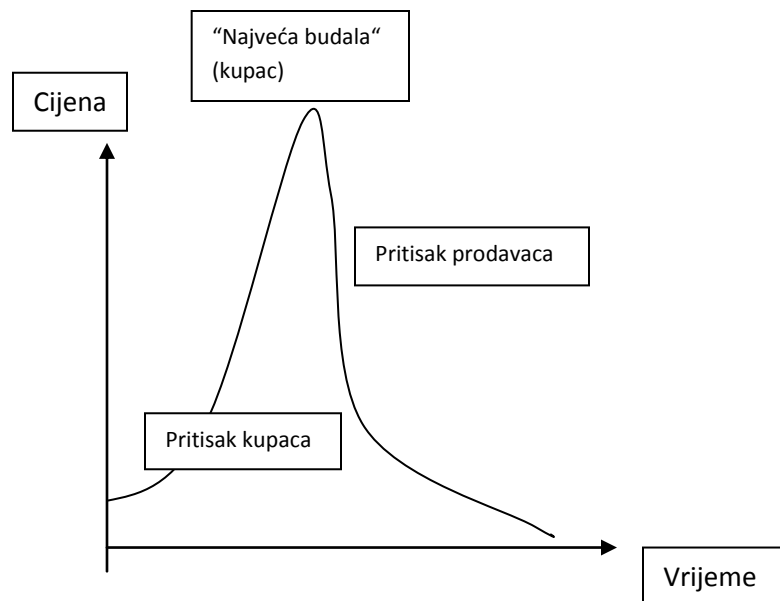 “Najveća budala“
(kupac)
Cijena
Pritisak prodavaca
Pritisak kupaca
Vrijeme